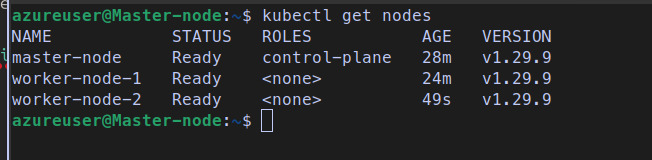 azureuser@Master-node:~$ kubectl get nodes
NAME            STATUS   ROLES           AGE   VERSION
master-node     Ready    control-plane   28m   v1.29.9
worker-node-1   Ready    <none>          24m   v1.29.9
worker-node-2   Ready    <none>          49s   v1.29.9
azureuser@Master-node:~$